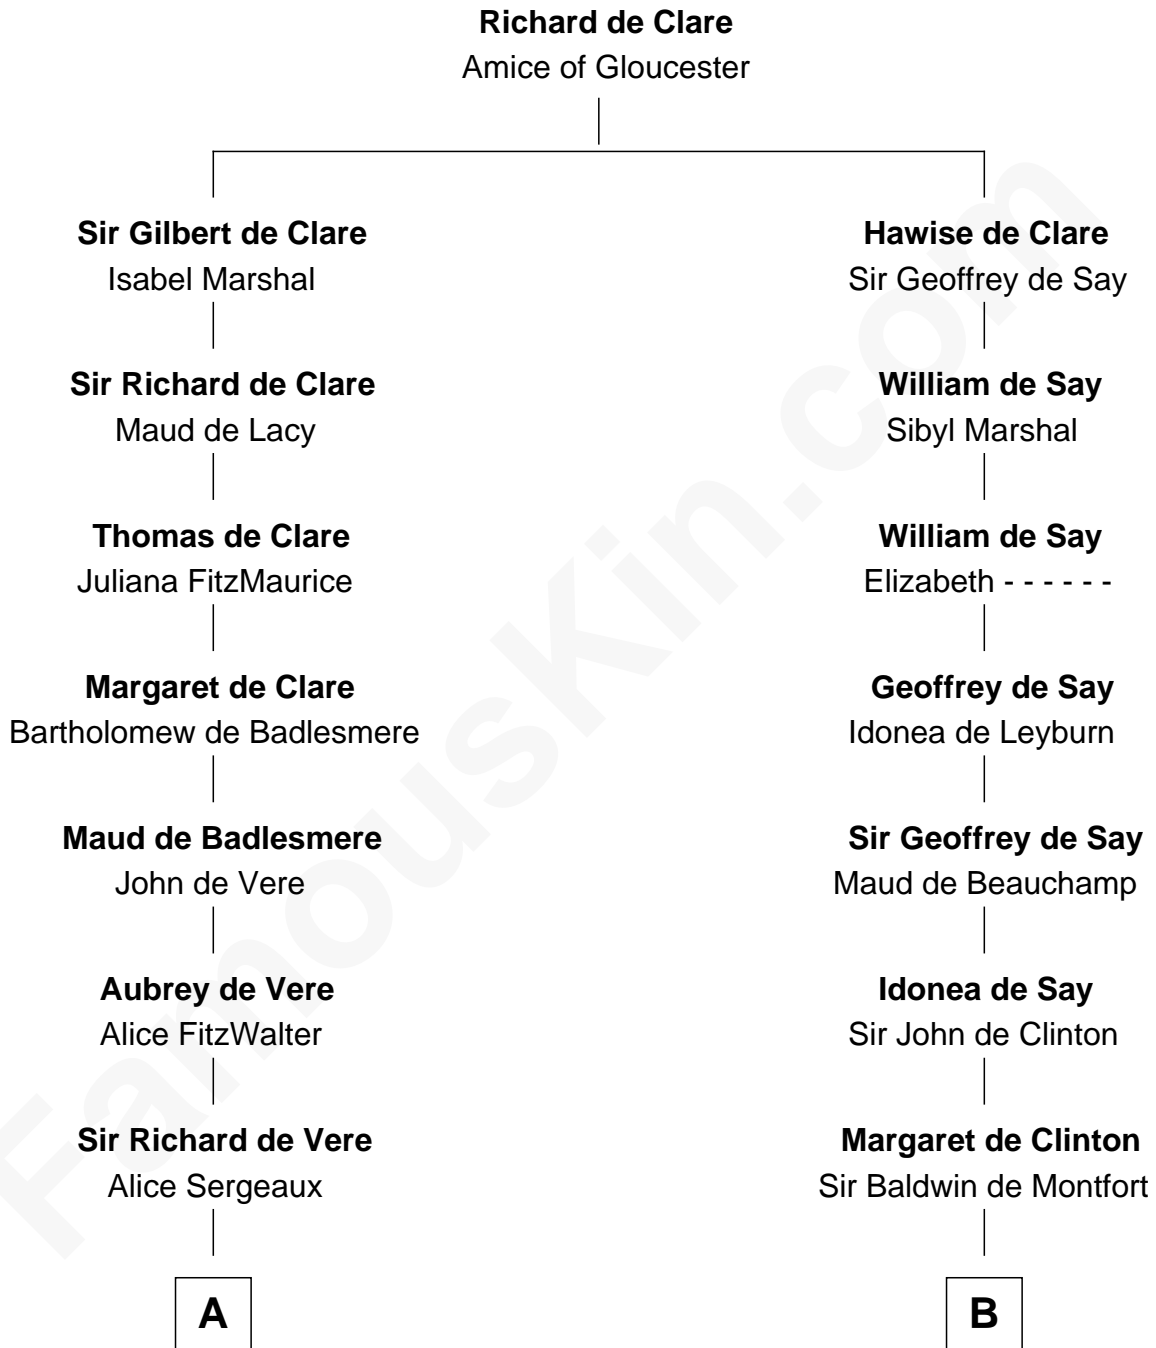 Richard de Clare
Amice of Gloucester
Sir Gilbert de Clare
Isabel Marshal
Hawise de Clare
Sir Geoffrey de Say
Sir Richard de Clare
Maud de Lacy
William de Say
Sibyl Marshal
Thomas de Clare
Juliana FitzMaurice
William de Say
Elizabeth - - - - - -
Margaret de Clare
Bartholomew de Badlesmere
Geoffrey de Say
Idonea de Leyburn
Maud de Badlesmere
John de Vere
Sir Geoffrey de Say
Maud de Beauchamp
Aubrey de Vere
Alice FitzWalter
Idonea de Say
Sir John de Clinton
Sir Richard de Vere
Alice Sergeaux
Margaret de Clinton
Sir Baldwin de Montfort
A
B
FamousKin.com